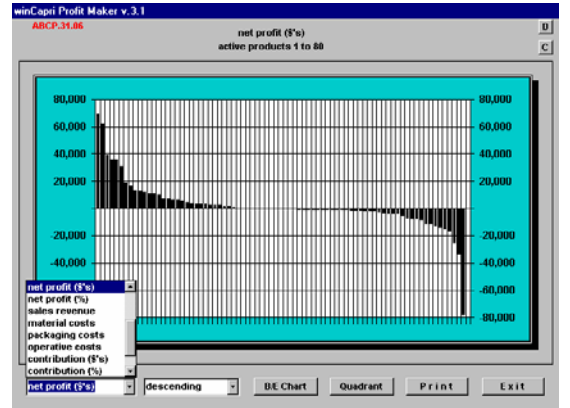 winCapri Profit Maker v.3.1
ABCP.31.06
net profit ($'s)
active products 1 to 80
D
C
80,000 80,000
60,000 60,000
40,000 40,000
20,000 20,000
-20,000 -20,000
-40,000 -40,000
-60,000
-80,000
net profit ($'s)
net profit (%)
sales revenue
material costs
packaging costs
operative costs
contribution ($'s)
contribution (%)
net profit ($'s) descending B/E Chart Quadrant Print Exit